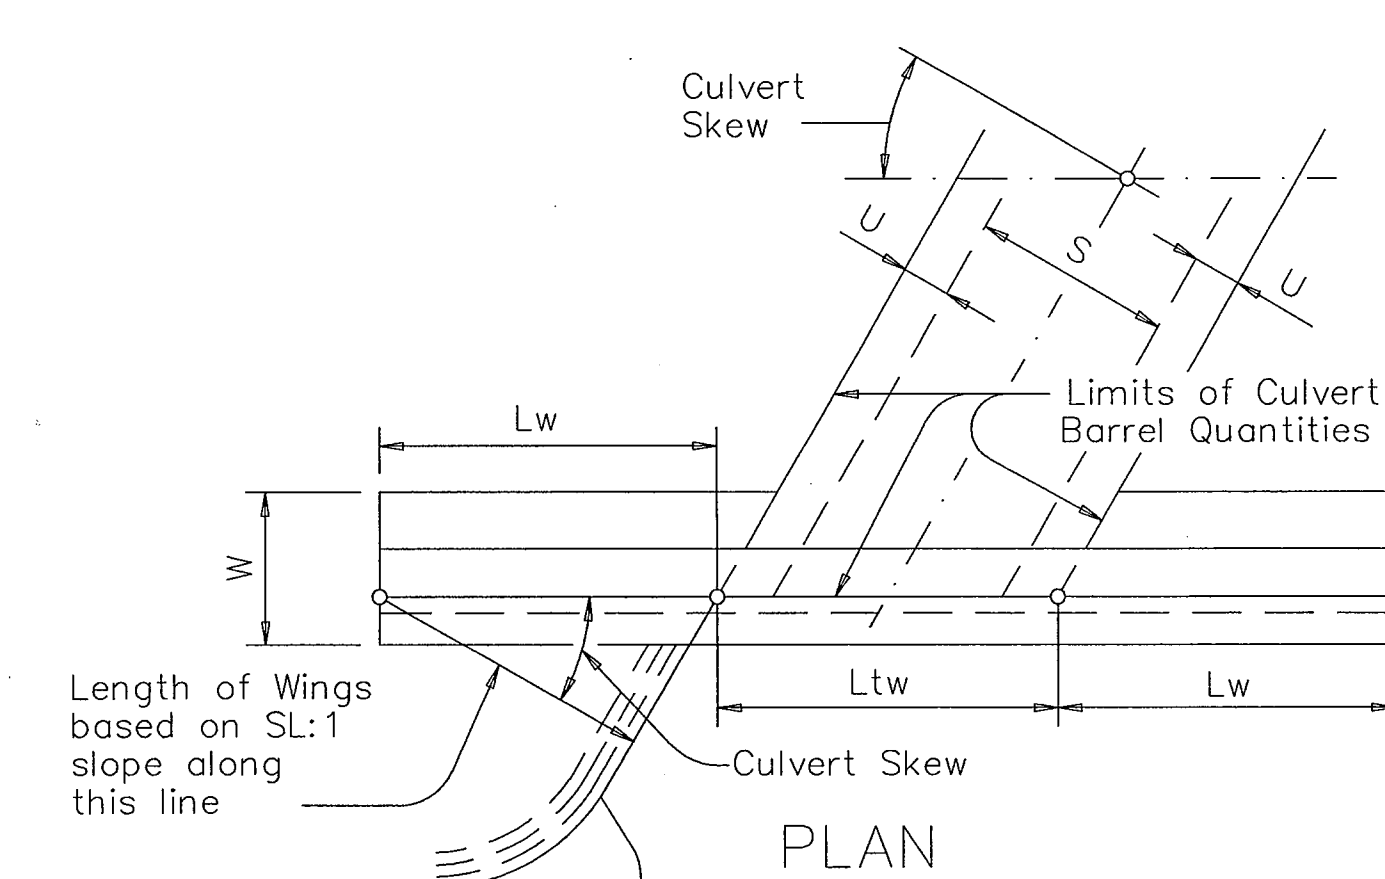 Culvert
Skew
U
S
U
Limits of Culvert
Barrel Quantities
Lw
W
Length of Wings
based on SL:1
slope along
this line
Ltw
Lw
Culvert Skew
PLAN